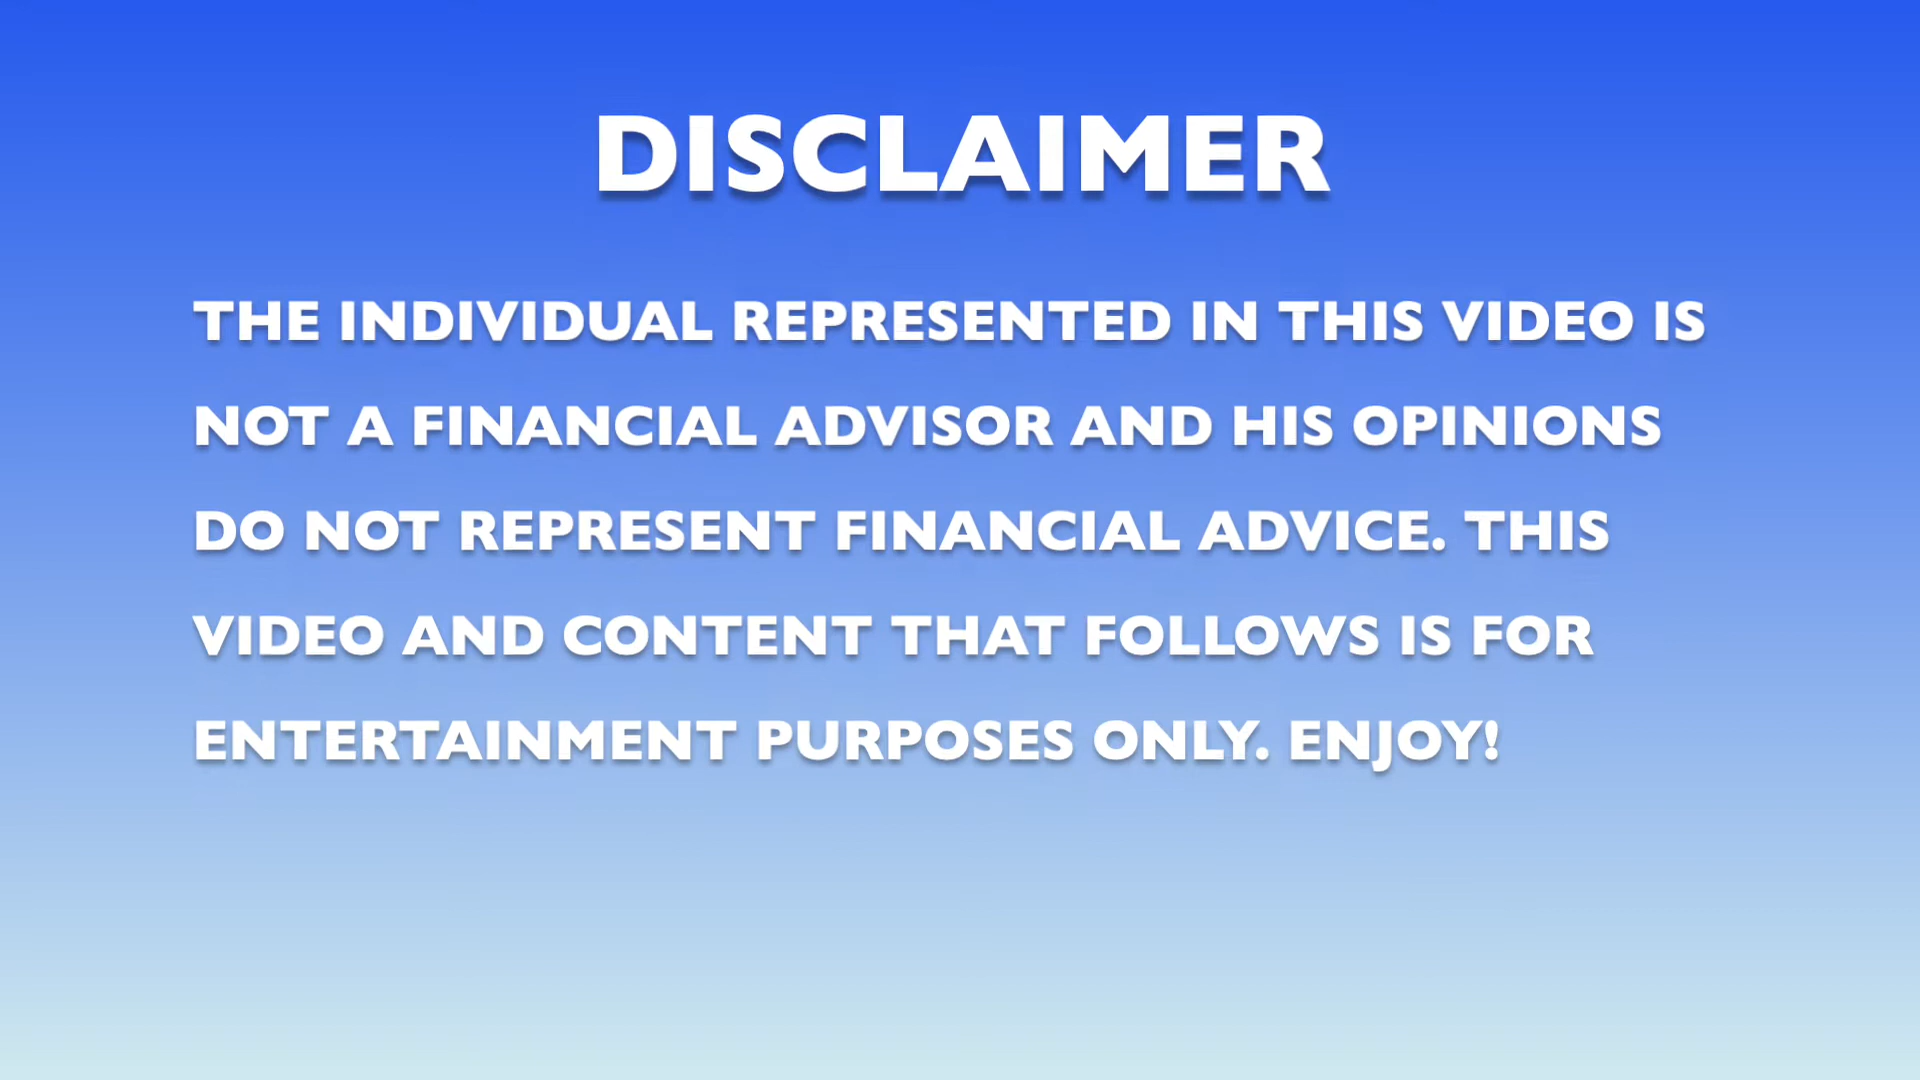 DISCLAIMER
THE INDIVIDUAL REPRESENTED IN THIS VIDEO IS
NOT A FINANCIAL ADVISOR AND HIS OPINIONS
DO NOT REPRESENT FINANCIAL ADVICE. THIS
VIDEO AND CONTENT THAT FOLLOWS IS FOR
ENTERTAINMENT PURPOSES ONLY. ENJOY!